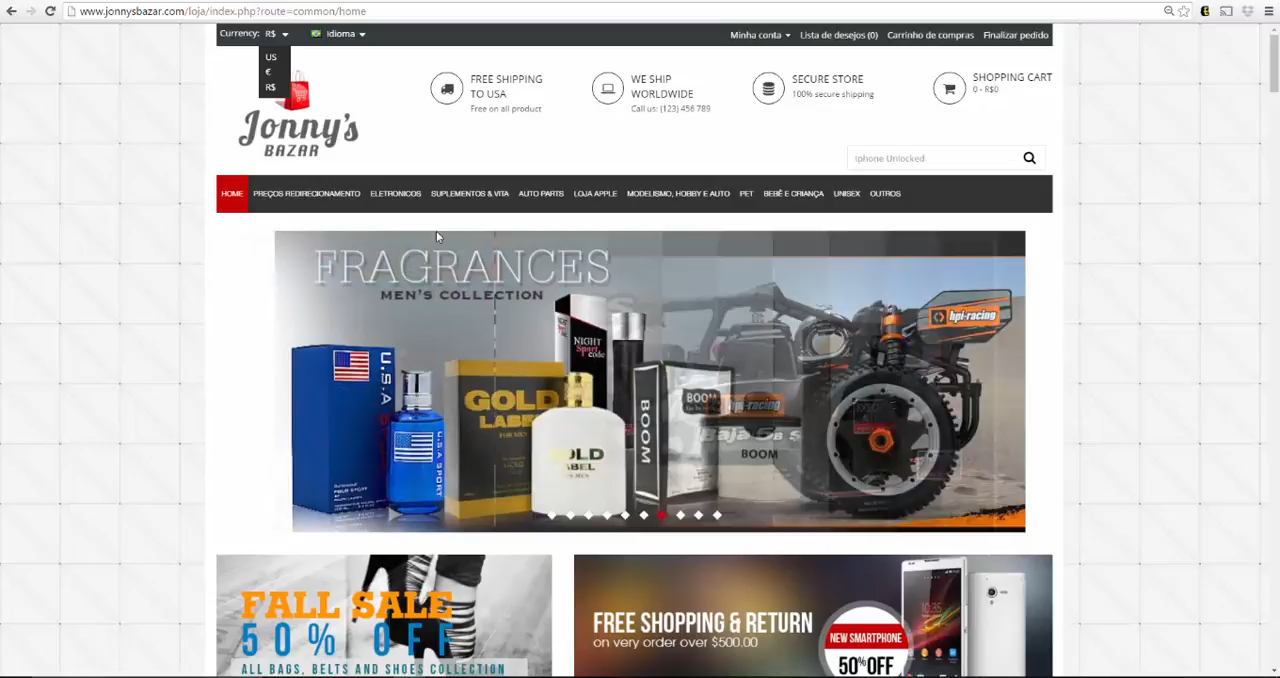 www.jonnysbazar.com/loja/index.php?route=common/home
Currency: R$
Idioma
Minha conta
Lista de desejos (0)
Carrinho de compras
Finalizar pedido
US
€
R$
Jonny's
BAZAR
FREE SHIPPING
TO USA
Free on all product
WE SHIP
WORLDWIDE
Call us: (123) 456 789
SECURE STORE
100% secure shipping
SHOPPING CART
0 - R$0
Iphone Unlocked
HOME
PREÇOS REDIRECIONAMENTO
ELETRONICOS
SUPLEMENTOS & VITA
AUTO PARTS
LOJA APPLE
MODELISMO, HOBBY E AUTO
PET
BEBÊ E CRIANÇA
UNISEX
OUTROS
FRAGRANCES
MEN'S COLLECTION
U.S.A
U.S.A SPORT
GOLD
LABEL
FOR MEN
GOLD
LABEL
NIGHT
Sport
code
BOOM
BOOM
BOOM
hpi-racing
hpi-racing
Baja 5B
FALL SALE
50% OFF
ALL BAGS, BELTS AND SHOES COLLECTION
FREE SHOPPING & RETURN
on very order over $500.00
NEW SMARTPHONE
50% OFF